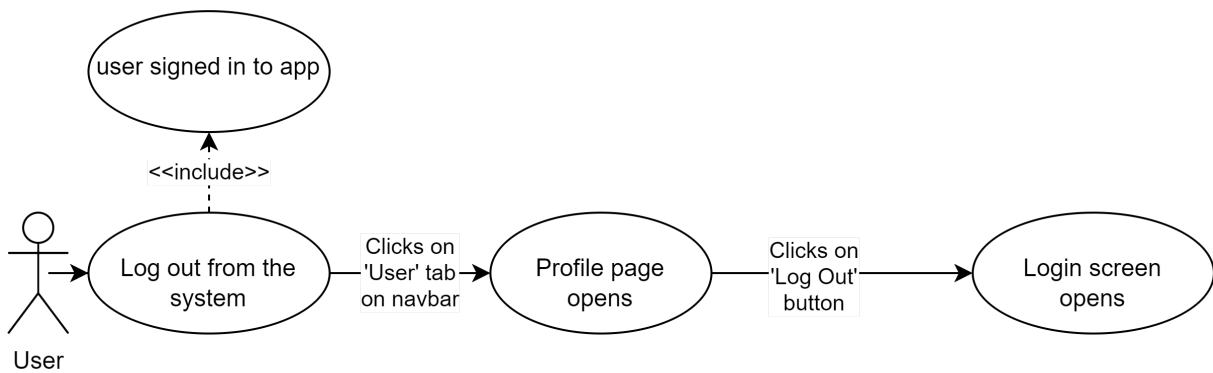 user signed in to app
<<include>>
Log out from the
system
Clicks on
'User' tab
on navbar
Profile page
opens
Clicks on
'Log Out'
button
Login screen
opens
User